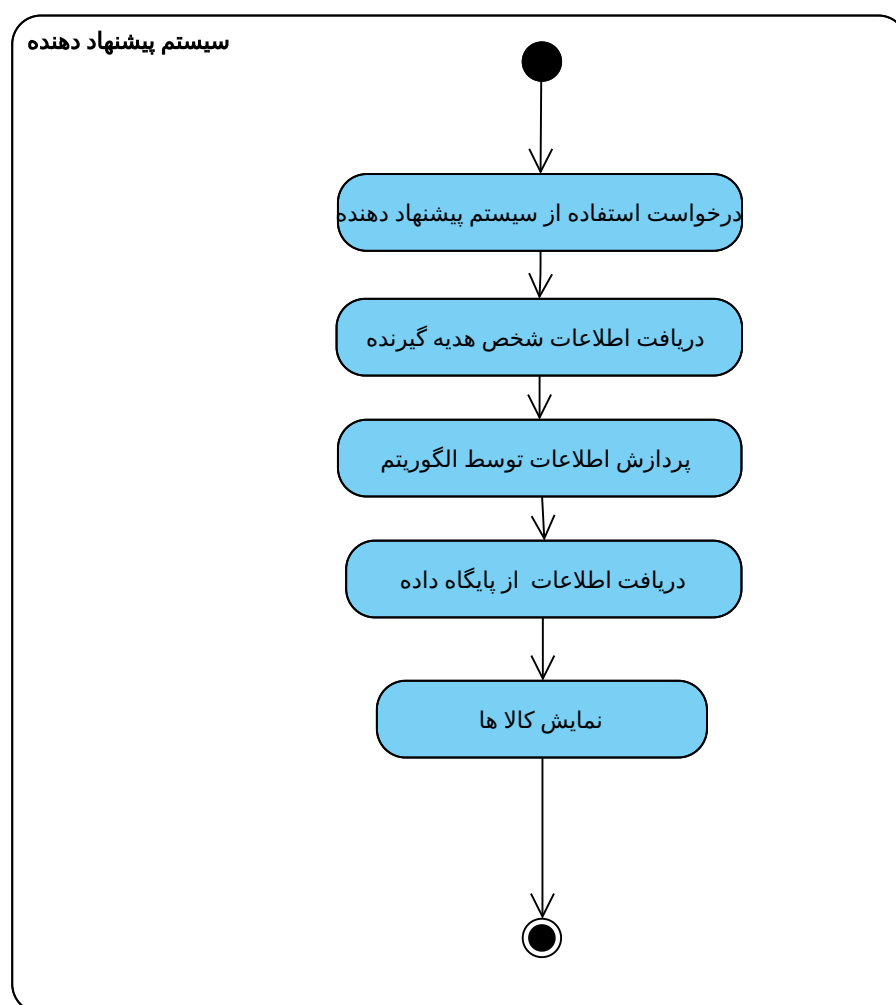 سیستم پیشنهاد دهنده
درخواست استفاده از سیستم پیشنهاد دهنده
دریافت اطلاعات شخص هدیه گیرنده
پردازش اطلاعات توسط الگوریتم
دریافت اطلاعات  از پایگاه داده
نمایش کالا ها